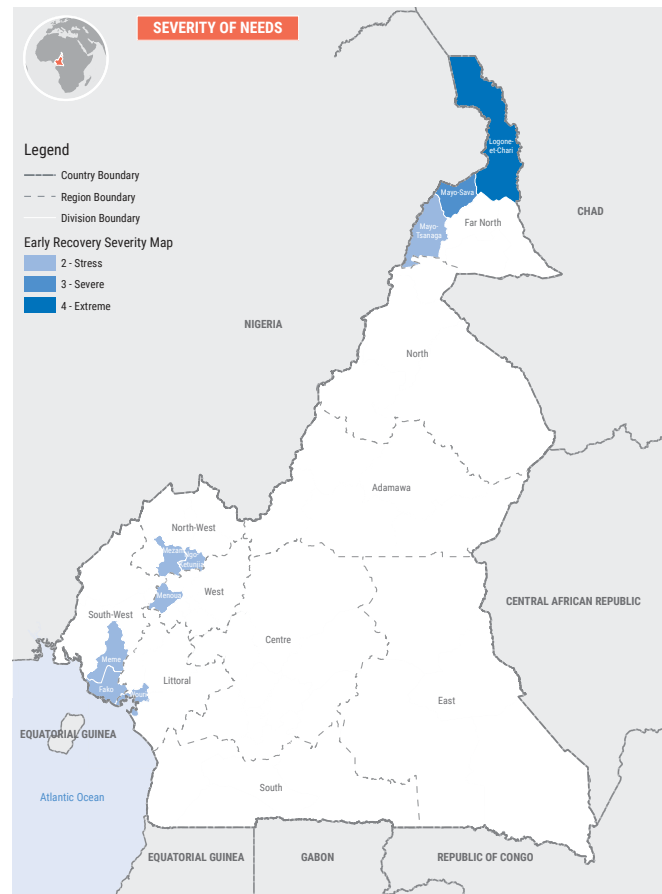 SEVERITY OF NEEDS
Legend
Country Boundary
Region Boundary
Division Boundary
Early Recovery Severity Map
2 - Stress
3 - Severe
4 - Extreme
Logone-
et-Chari
Mayo-Sava
Mayo-
Tsanaga
Far North
CHAD
NIGERIA
North
Adamawa
North-West
Mezam
Ketunjia
West
Menoua
CENTRAL AFRICAN REPUBLIC
South-West
Centre
Meme
Littoral
Fako
Wouri
East
EQUATORIAL GUINEA
South
Atlantic Ocean
EQUATORIAL GUINEA
GABON
REPUBLIC OF CONGO